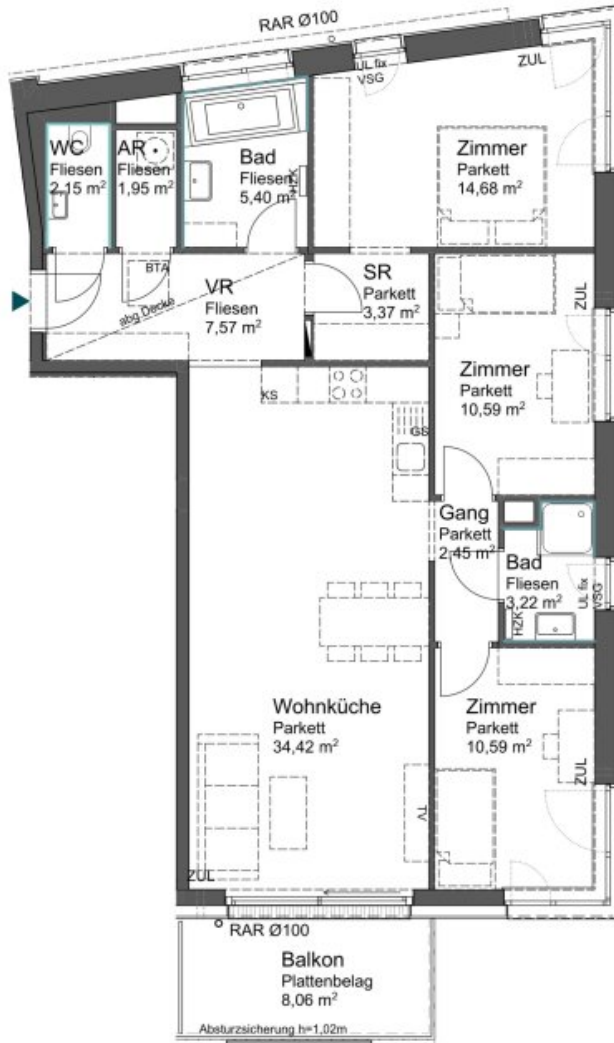 RAR Ø100
UL fix
VSG
ZUL
WC
Fliesen
2,15 m²
AR
Fliesen
1,95 m²
Bad
Fliesen
5,40 m²
HZK
Zimmer
Parkett
14,68 m²
BTA
abg Decke
VR
Fliesen
7,57 m²
SR
Parkett
3,37 m²
ZUL
Zimmer
Parkett
10,59 m²
KS
GS
Gang
Parkett
2,45 m²
Bad
Fliesen
3,22 m²
UL fix
VSG
HZK
Wohnküche
Parkett
34,42 m²
Zimmer
Parkett
10,59 m²
ZUL
TV
ZUL
RAR Ø100
Balkon
Plattenbelag
8,06 m²
Absturzsicherung h=1,02m